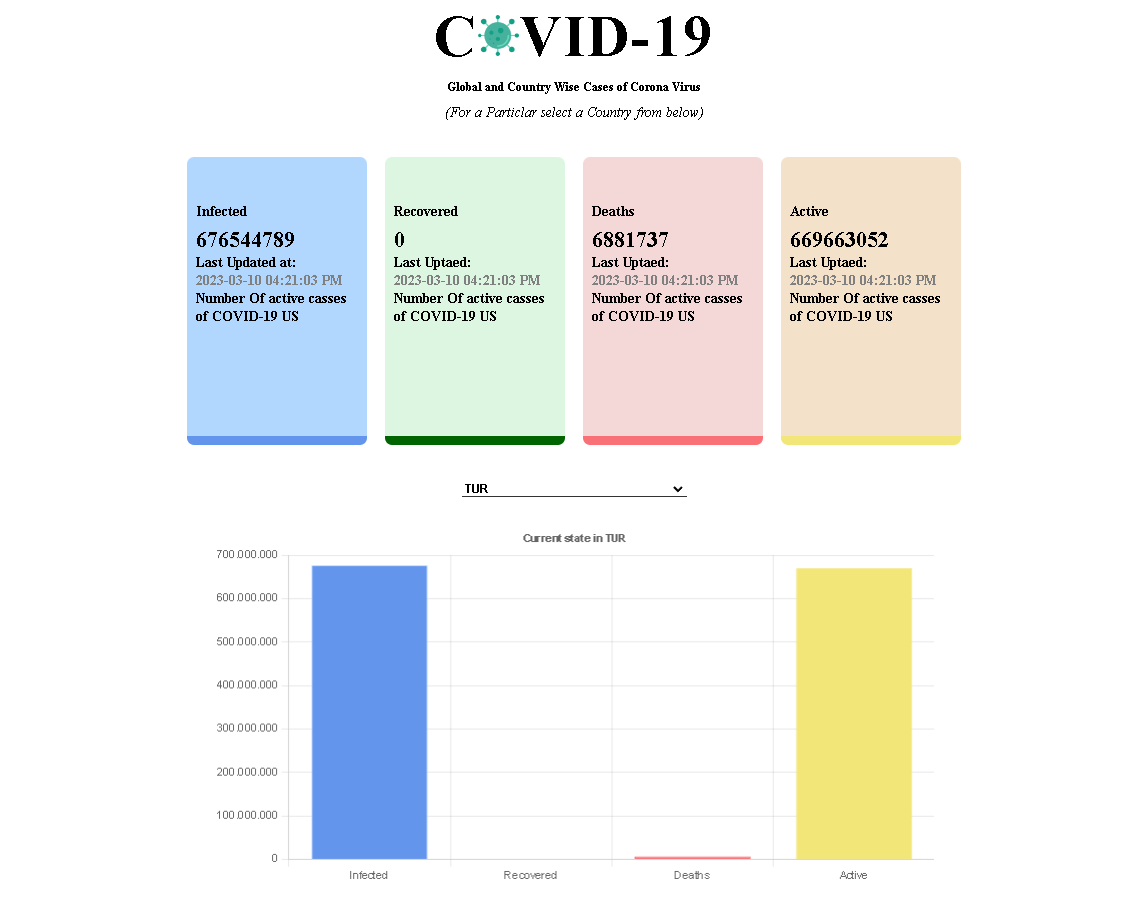 COVID-19
Global and Country Wise Cases of Corona Virus
(For a Particlar select a Country from below)
Infected
676544789
Last Updated at:
2023-03-10 04:21:03 PM
Number Of active casses
of COVID-19 US
Recovered
0
Last Uptaed:
2023-03-10 04:21:03 PM
Number Of active casses
of COVID-19 US
Deaths
6881737
Last Uptaed:
2023-03-10 04:21:03 PM
Number Of active casses
of COVID-19 US
Active
669663052
Last Uptaed:
2023-03-10 04:21:03 PM
Number Of active casses
of COVID-19 US
TUR
Current state in TUR
700.000.000
600.000.000
500.000.000
400.000.000
300.000.000
200.000.000
100.000.000
0
Infected Recovered Deaths Active